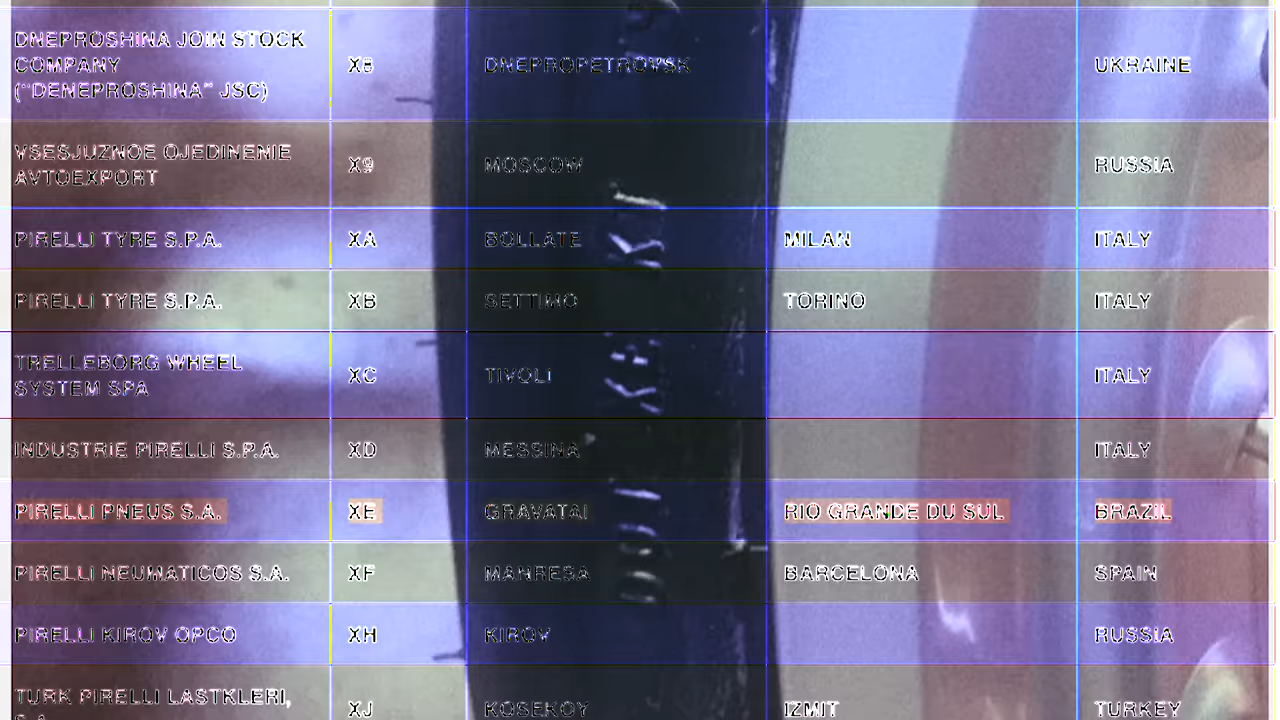 DNEPROSHINA JOIN STOCK
COMPANY
("DENEPROSHINA" JSC) X8 DNEPROPETROVSK UKRAINE
VSESJUZNOE OJEDINENIE
AVTOEXPORT X9 MOSCOW RUSSIA
PIRELLI TYRE S.P.A. XA BOLLATE MILAN ITALY
PIRELLI TYRE S.P.A. XB SETTIMO TORINO ITALY
TRELLEBORG WHEEL
SYSTEM SPA XC TIVOLI ITALY
INDUSTRIE PIRELLI S.P.A. XD MESSINA ITALY
PIRELLI PNEUS S.A. XE GRAVATAI RIO GRANDE DU SUL BRAZIL
PIRELLI NEUMATICOS S.A. XF MANRESA BARCELONA SPAIN
PIRELLI KIROV OPCO XH KIROV RUSSIA
TURK PIRELLI LASTKLERI, XJ KOSEKOY IZMIT TURKEY